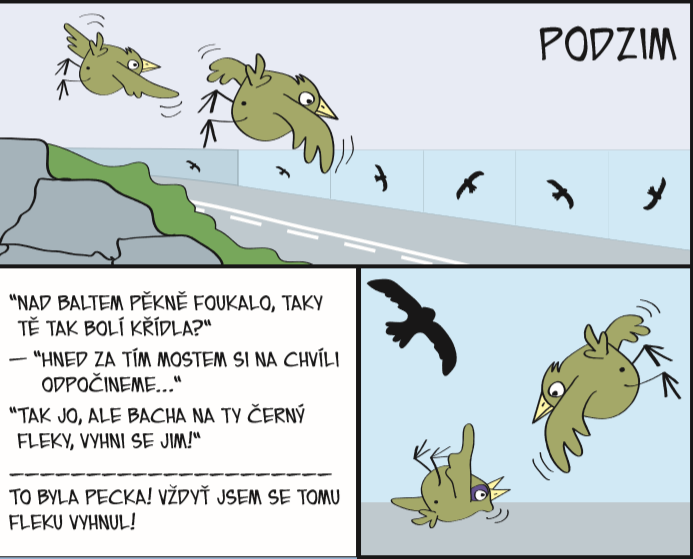 PODZIM
"NAD BALTEM PĚKNĚ FOUKALO, TAKY
TĚ TAK BOLÍ KŘÍDLA?"
– "HNED ZA TÍM MOSTEM SI NA CHVÍLI
ODPOČINEME..."
"TAK JO, ALE BACHA NA TY ČERNÝ
FLEKY, VYHNI SE JIM!"
TO BYLA PECKA! VŽDYŤ JSEM SE TOMU
FLEKU VYHNUL!